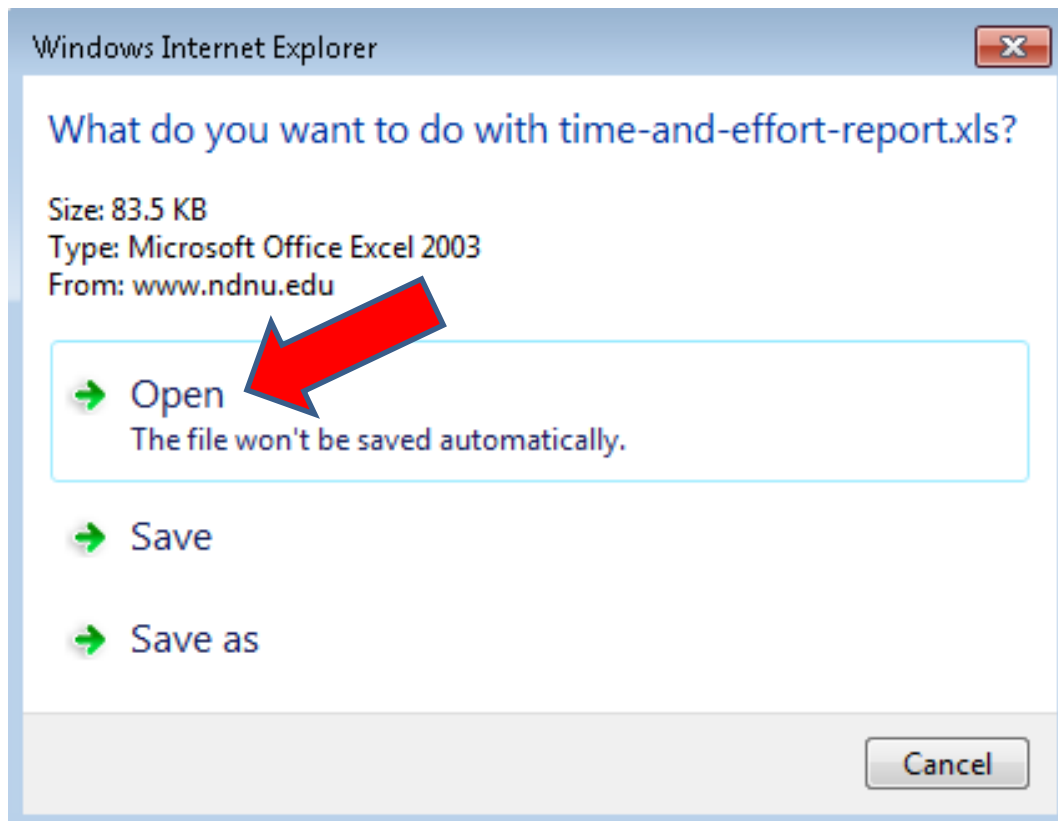 Windows Internet Explorer
What do you want to do with time-and-effort-report.xls?
Size: 83.5 KB
Type: Microsoft Office Excel 2003
From: www.ndnu.edu
Open
The file won't be saved automatically.
Save
Save as
Cancel